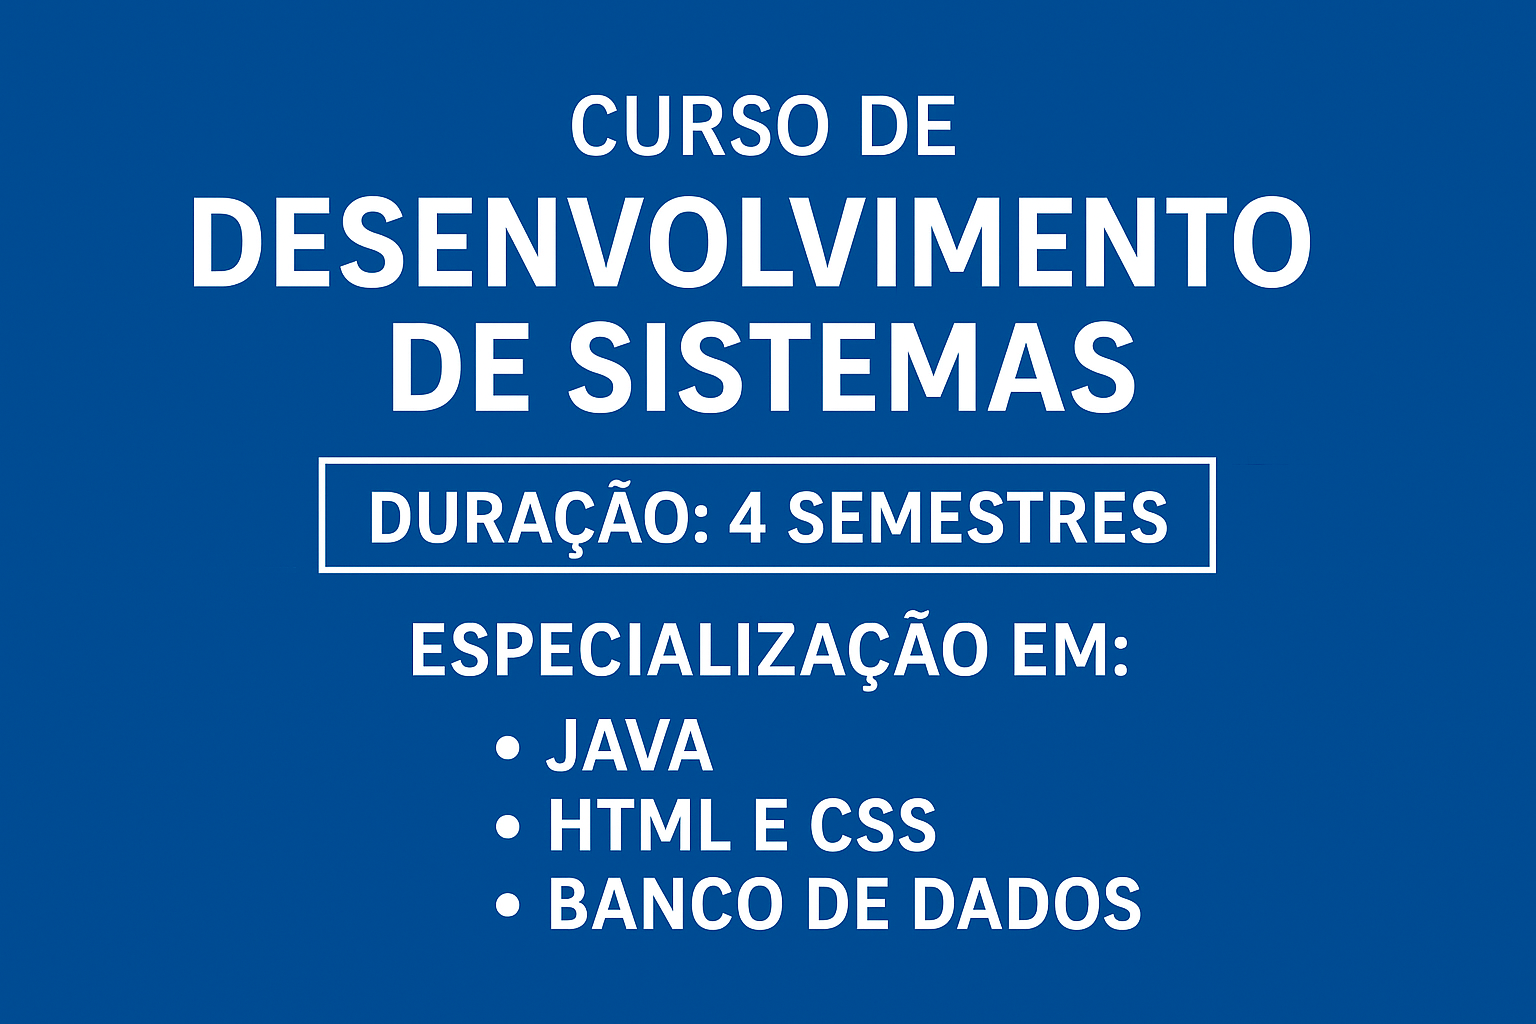 CURSO DE
DESENVOLVIMENTO
DE SISTEMAS
DURAÇÃO: 4 SEMESTRES
ESPECIALIZAÇÃO EM:
• JAVA
• HTML E CSS
• BANCO DE DADOS